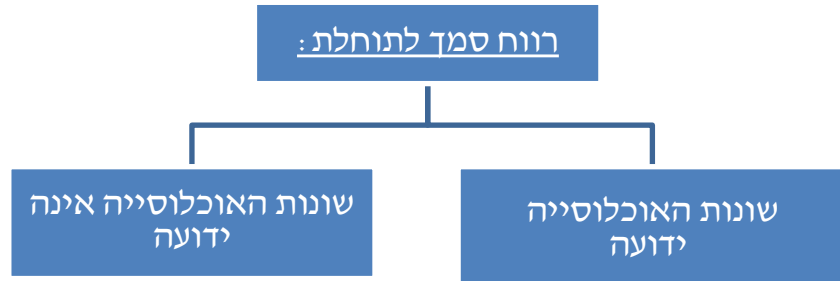 רווח סמך לתוחלת :
שונות האוכלוסייה
ידועה
שונות האוכלוסייה אינה
ידועה